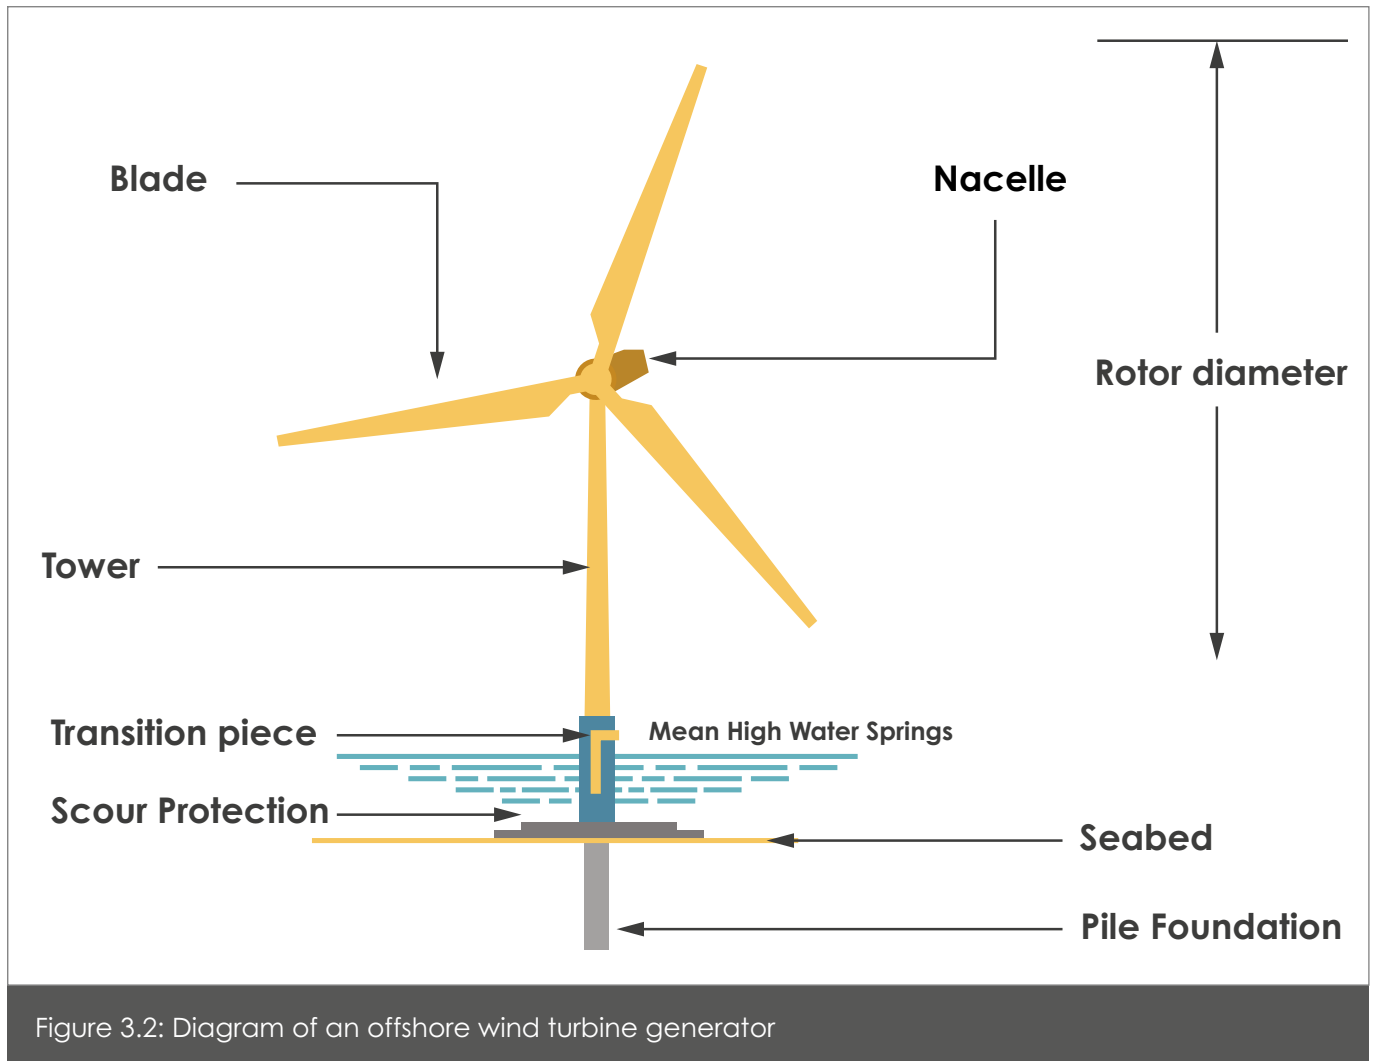 Blade
Nacelle
Rotor diameter
Tower
Transition piece
Mean High Water Springs
Scour Protection
Seabed
Pile Foundation
Figure 3.2: Diagram of an offshore wind turbine generator